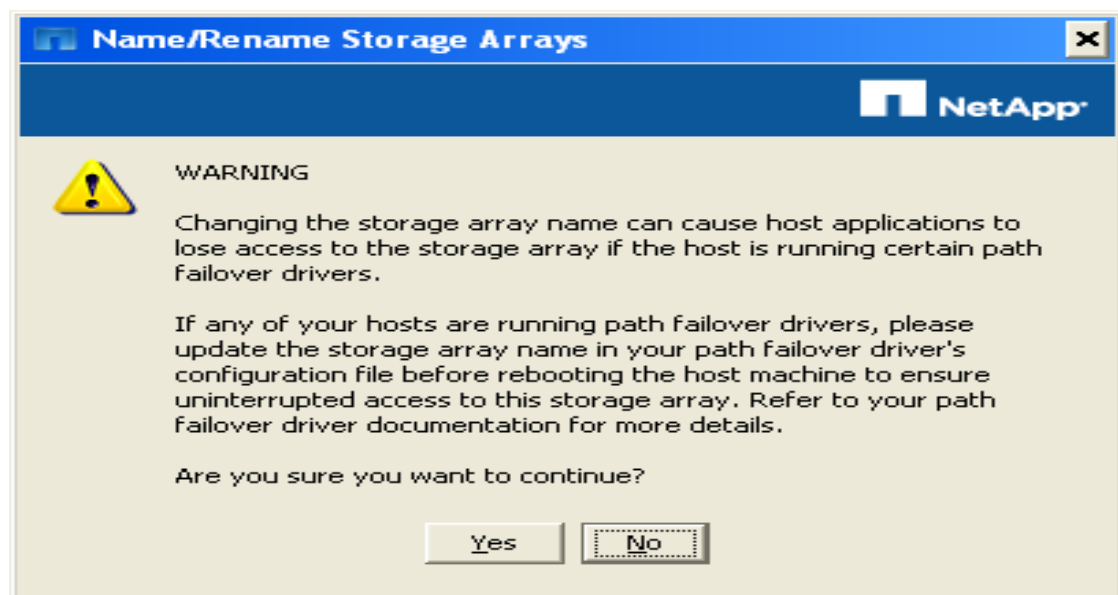 Name/Rename Storage Arrays
NetApp
WARNING
Changing the storage array name can cause host applications to
lose access to the storage array if the host is running certain path
failover drivers.
If any of your hosts are running path failover drivers, please
update the storage array name in your path failover driver's
configuration file before rebooting the host machine to ensure
uninterrupted access to this storage array. Refer to your path
failover driver documentation for more details.
Are you sure you want to continue?
Yes No